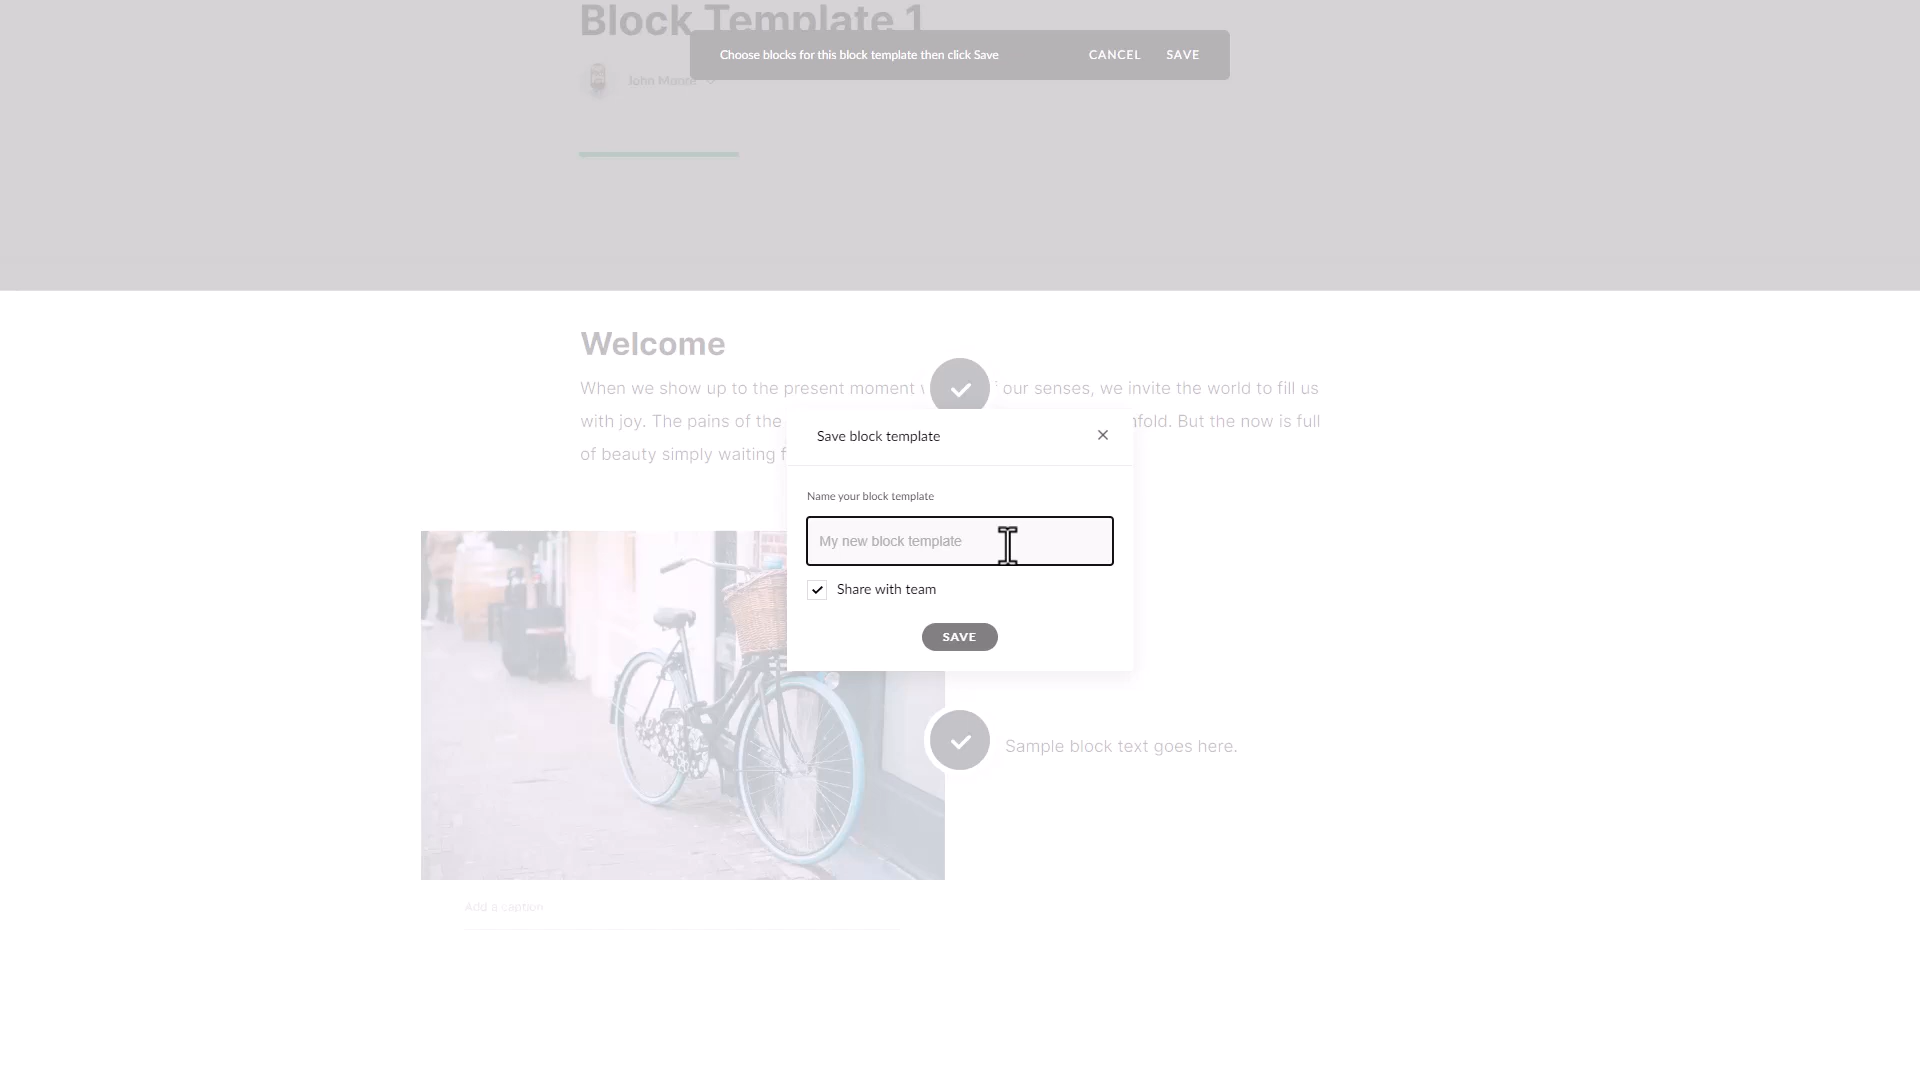 Block Template 1
Choose blocks for this block template then click Save
CANCEL
SAVE
John Moore
Welcome
When we show up to the present moment our senses, we invite the world to fill us
with joy. The pains of the But the now is full
of beauty simply waiting
Save block template
Name your block template
My new block template
Share with team
SAVE
Sample block text goes here.
Add a caption